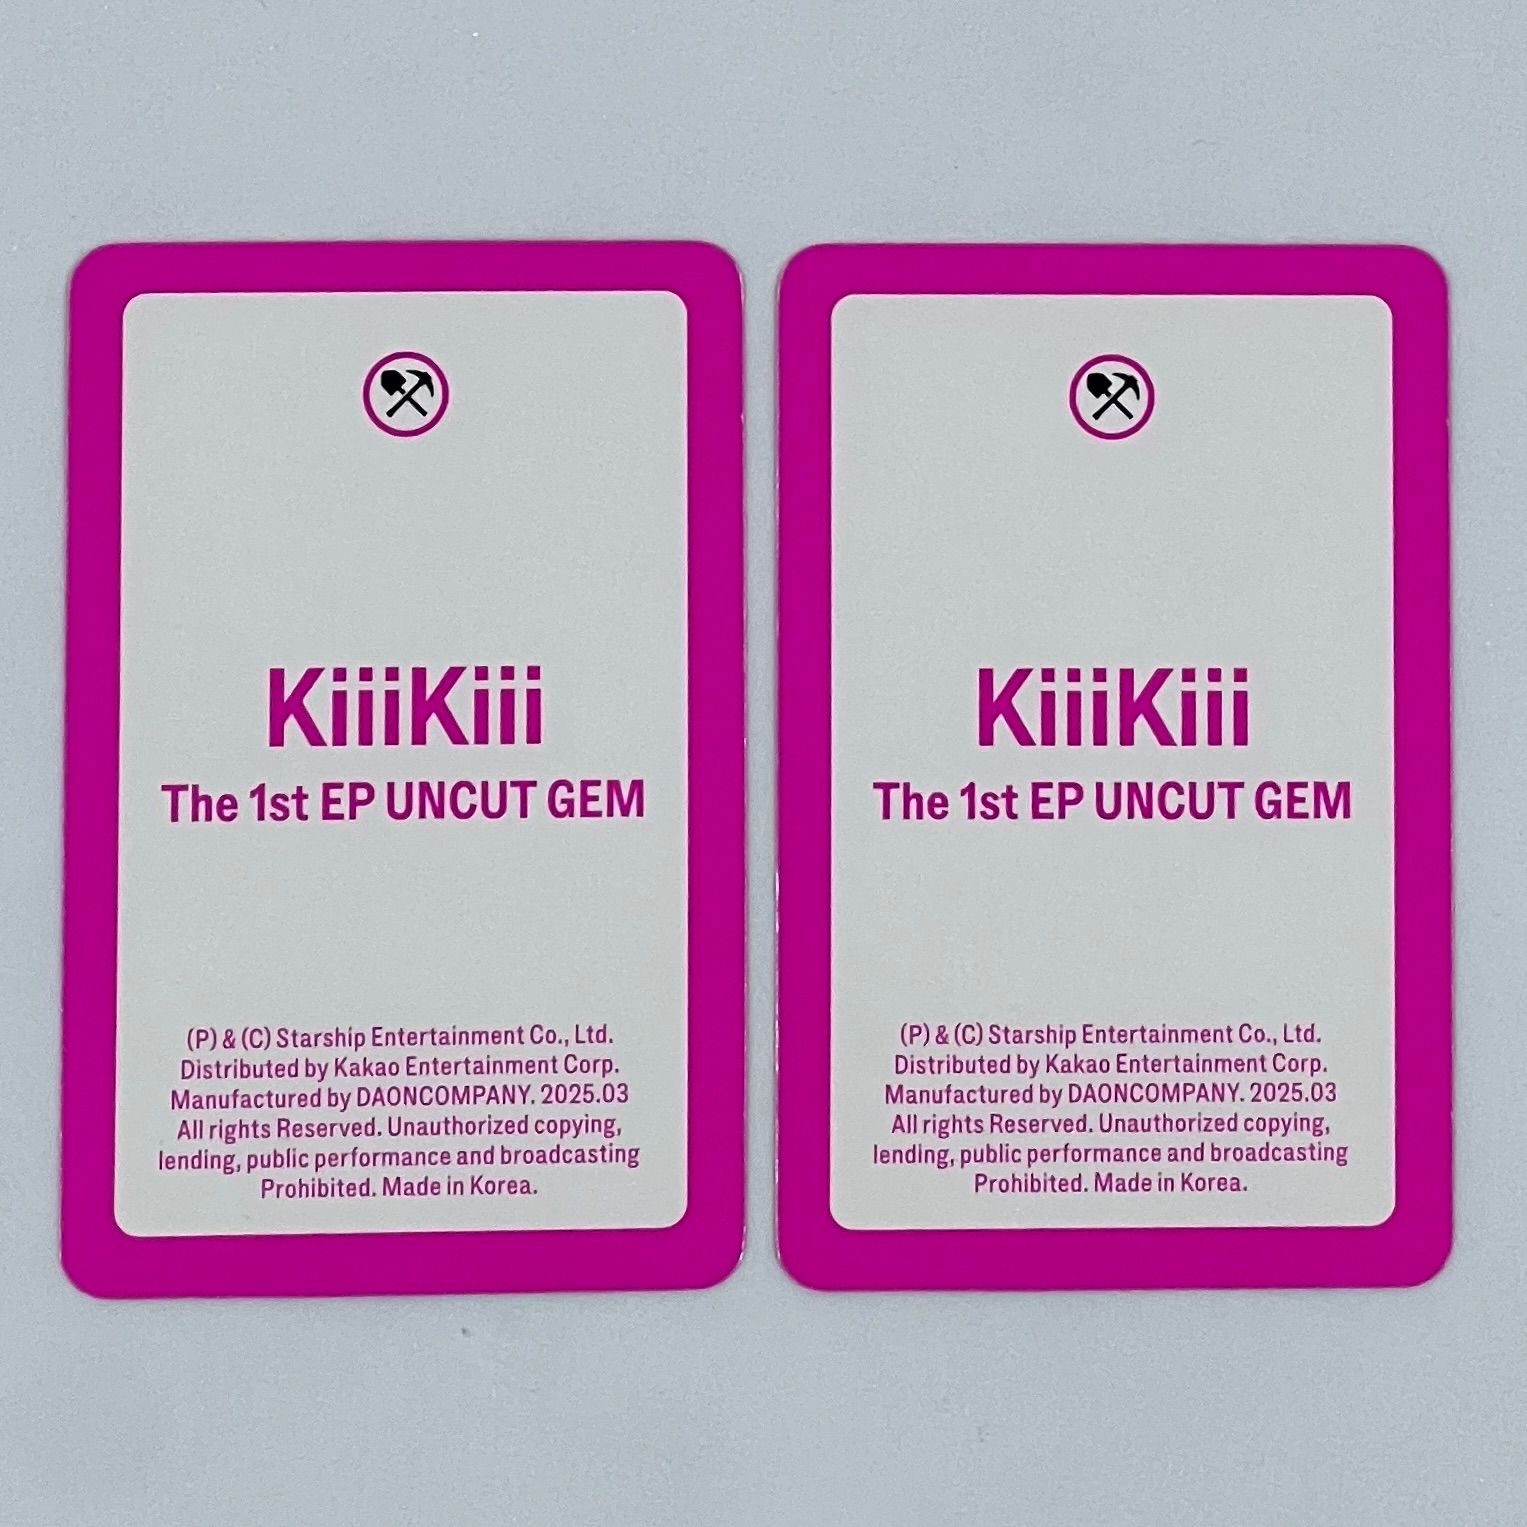 KiiiKiii
The 1st EP UNCUT GEM
(P) & (C) Starship Entertainment Co., Ltd.
Distributed by Kakao Entertainment Corp.
Manufactured by DAONCOMPANY. 2025.03
All rights Reserved. Unauthorized copying,
lending, public performance and broadcasting
Prohibited. Made in Korea.
KiiiKiii
The 1st EP UNCUT GEM
(P) & (C) Starship Entertainment Co., Ltd.
Distributed by Kakao Entertainment Corp.
Manufactured by DAONCOMPANY. 2025.03
All rights Reserved. Unauthorized copying,
lending, public performance and broadcasting
Prohibited. Made in Korea.